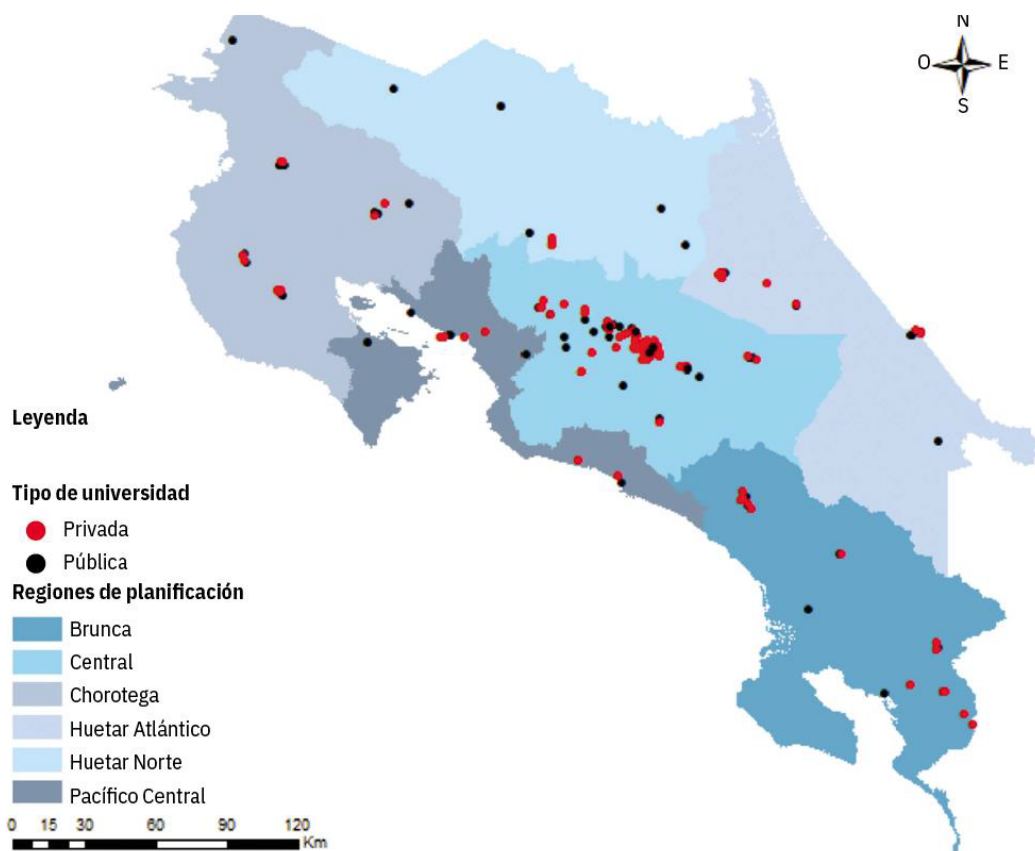 N
O E
S
Leyenda
Tipo de universidad
Privada
Pública
Regiones de planificación
Brunca
Central
Chorotega
Huetar Atlántico
Huetar Norte
Pacífico Central
0 15 30 60 90 120
Km